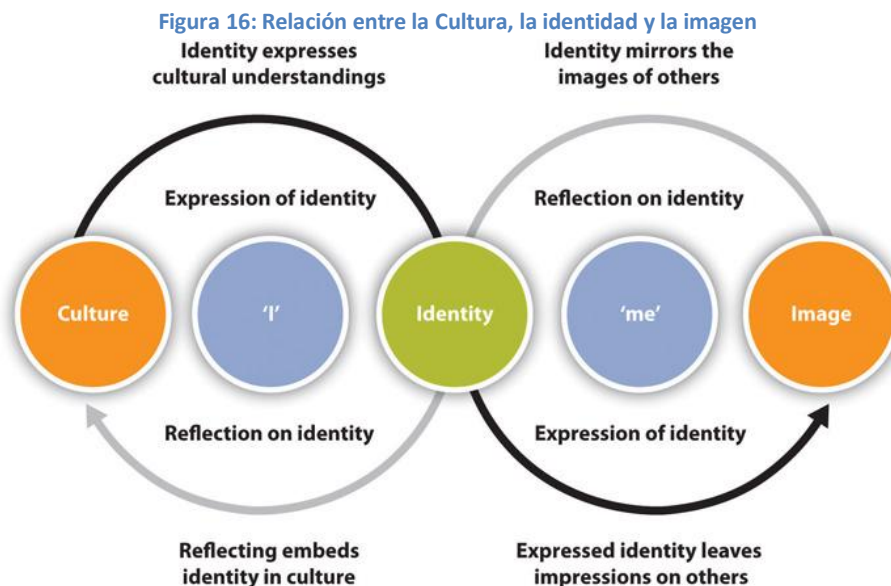 Figura 16: Relación entre la Cultura, la identidad y la imagen
Identity expresses
cultural understandings
Identity mirrors the
images of others
Expression of identity
Reflection on identity
Culture
'I'
Identity
'me'
Image
Reflection on identity
Expression of identity
Reflecting embeds
identity in culture
Expressed identity leaves
impressions on others